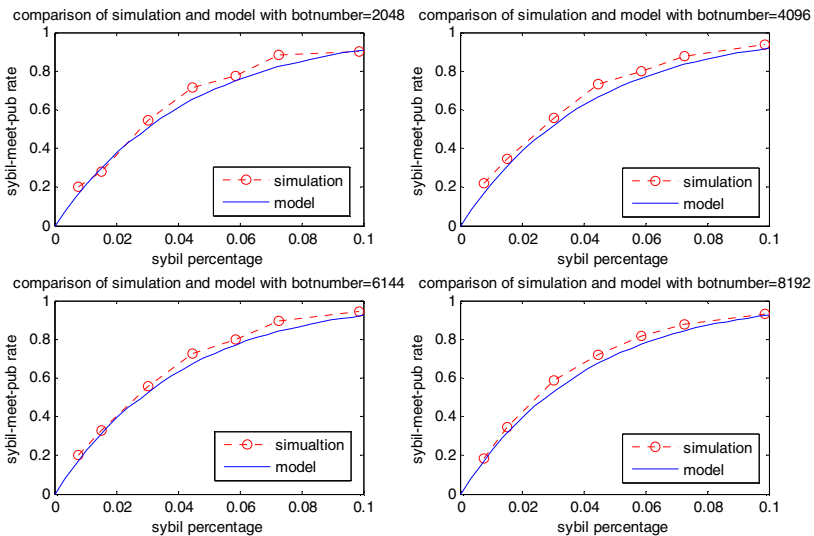 comparison of simulation and model with botnumber=2048
1
0.8
0.6
0.4
0.2
0
sybil-meet-pub rate
simulation
model
0 0.02 0.04 0.06 0.08 0.1
sybil percentage
comparison of simulation and model with botnumber=4096
1
0.8
0.6
0.4
0.2
0
sybil-meet-pub rate
simulation
model
0 0.02 0.04 0.06 0.08 0.1
sybil percentage
comparison of simulation and model with botnumber=6144
1
0.8
0.6
0.4
0.2
0
sybil-meet-pub rate
simualtion
model
0 0.02 0.04 0.06 0.08 0.1
sybil percentage
comparison of simulation and model with botnumber=8192
1
0.8
0.6
0.4
0.2
0
sybil-meet-pub rate
simulation
model
0 0.02 0.04 0.06 0.08 0.1
sybil percentage